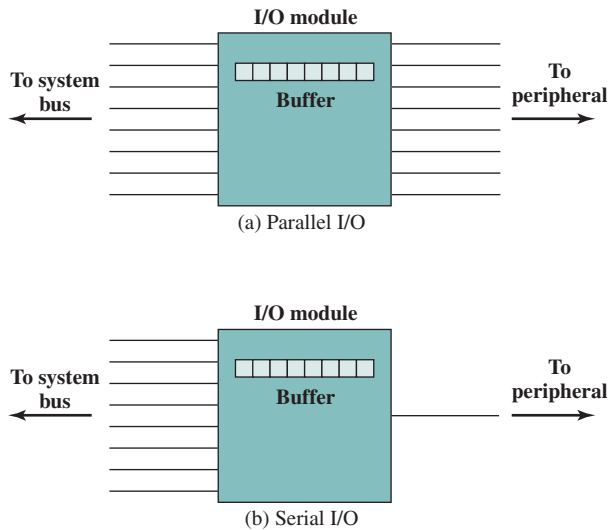 I/O module
To system
bus
Buffer
To
peripheral
(a) Parallel I/O
I/O module
To system
bus
Buffer
To
peripheral
(b) Serial I/O